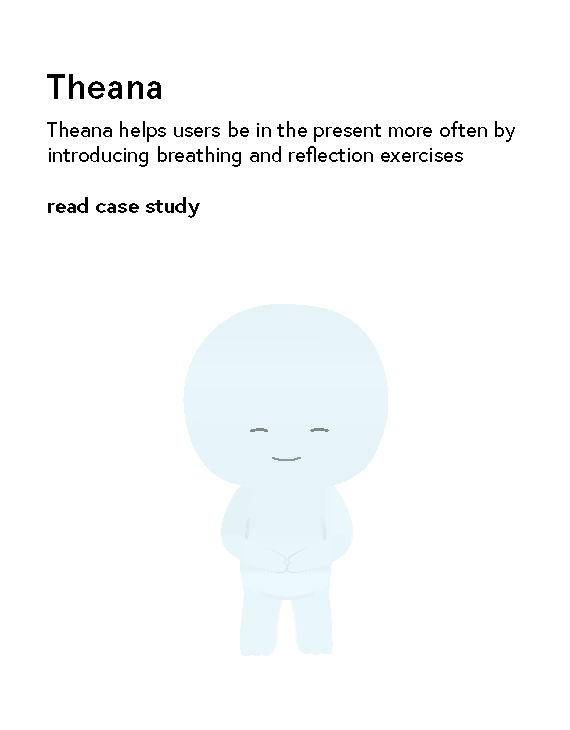 Theana
Theana helps users be in the present more often by
introducing breathing and reflection exercises
read case study